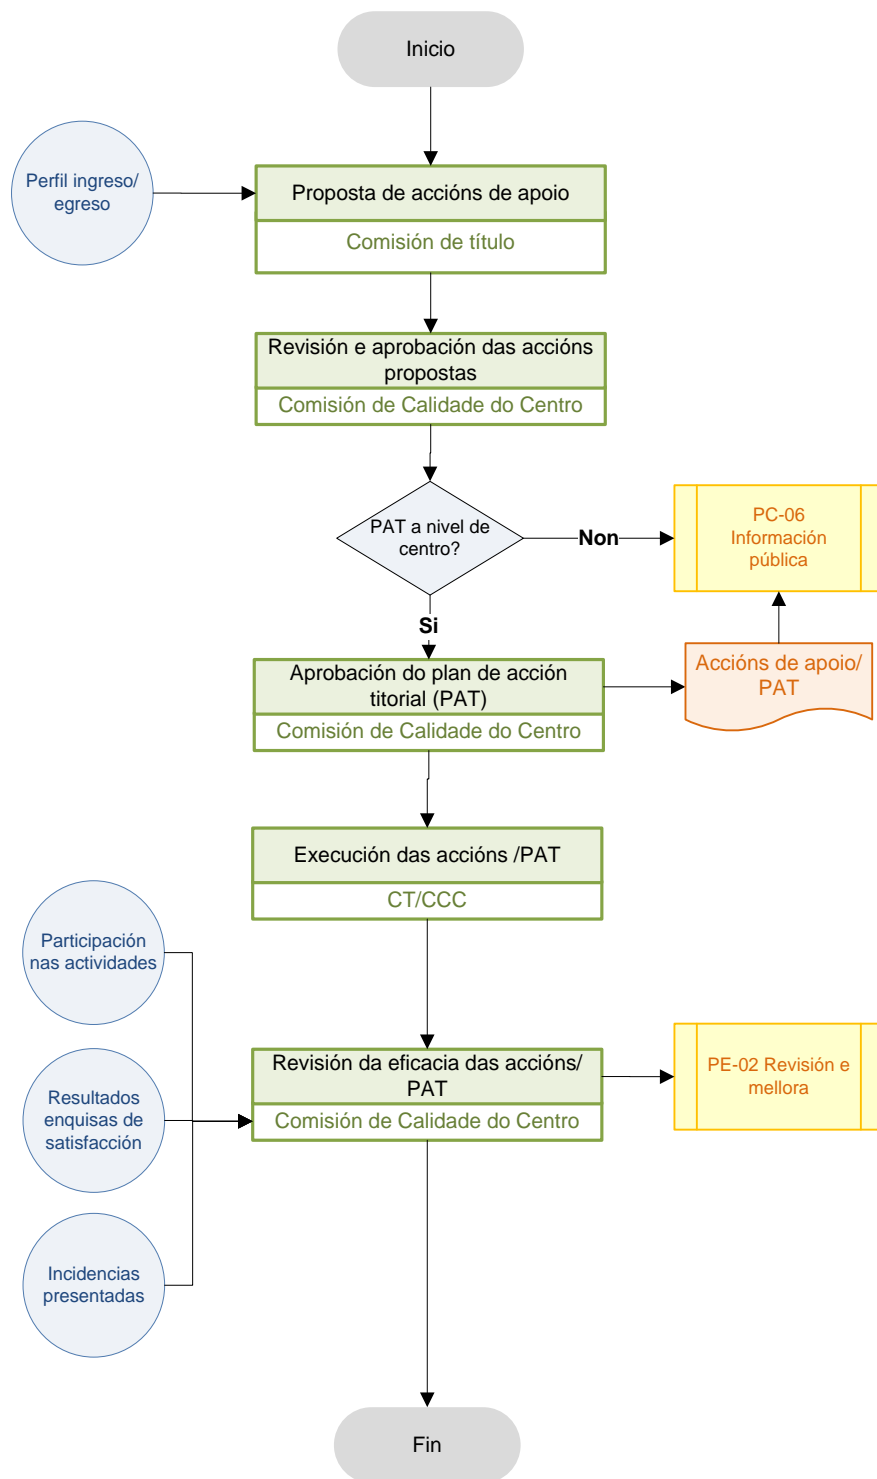 Inicio
Perfil ingreso/
egreso
Proposta de accións de apoio
Comisión de título
Revisión e aprobación das accións
propostas
Comisión de Calidade do Centro
PAT a nivel de
centro?
Non
PC-06
Información
pública
Si
Aprobación do plan de acción
titorial (PAT)
Comisión de Calidade do Centro
Accións de apoio/
PAT
Execución das accións /PAT
CT/CCC
Participación
nas actividades
Revisión da eficacia das accións/
PAT
Comisión de Calidade do Centro
PE-02 Revisión e
mellora
Resultados
enquisas de
satisfacción
Incidencias
presentadas
Fin